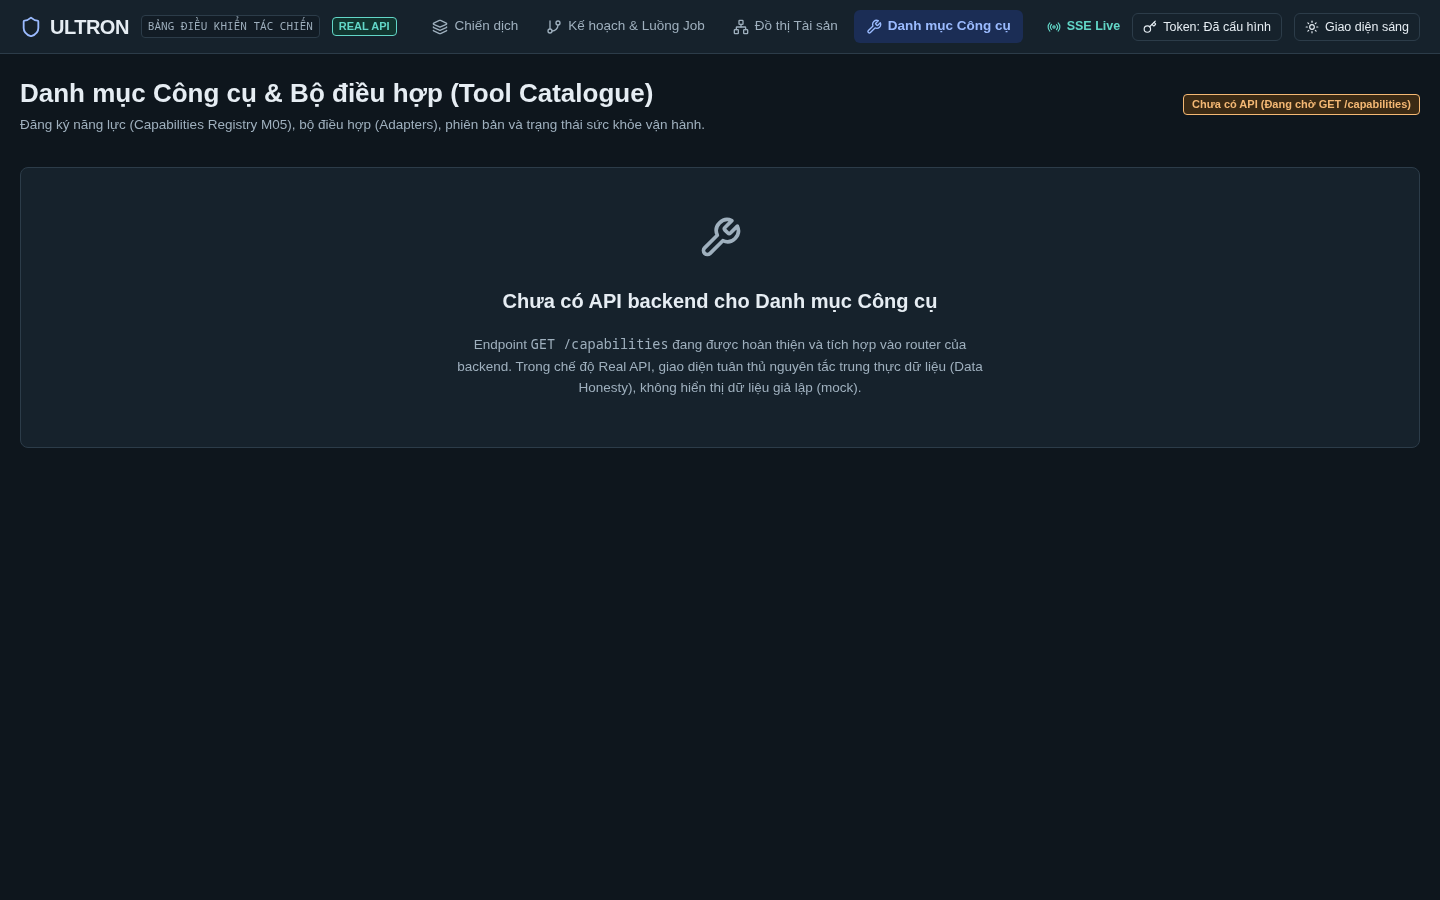 ULTRON
BẢNG ĐIỀU KHIỂN TÁC CHIẾN
REAL API
Chiến dịch
Kế hoạch & Luồng Job
Đồ thị Tài sản
Danh mục Công cụ
SSE Live
Token: Đã cấu hình
Giao diện sáng
Danh mục Công cụ & Bộ điều hợp (Tool Catalogue)
Đăng ký năng lực (Capabilities Registry M05), bộ điều hợp (Adapters), phiên bản và trạng thái sức khỏe vận hành.
Chưa có API (Đang chờ GET /capabilities)
Chưa có API backend cho Danh mục Công cụ
Endpoint GET /capabilities đang được hoàn thiện và tích hợp vào router của
backend. Trong chế độ Real API, giao diện tuân thủ nguyên tắc trung thực dữ liệu (Data
Honesty), không hiển thị dữ liệu giả lập (mock).